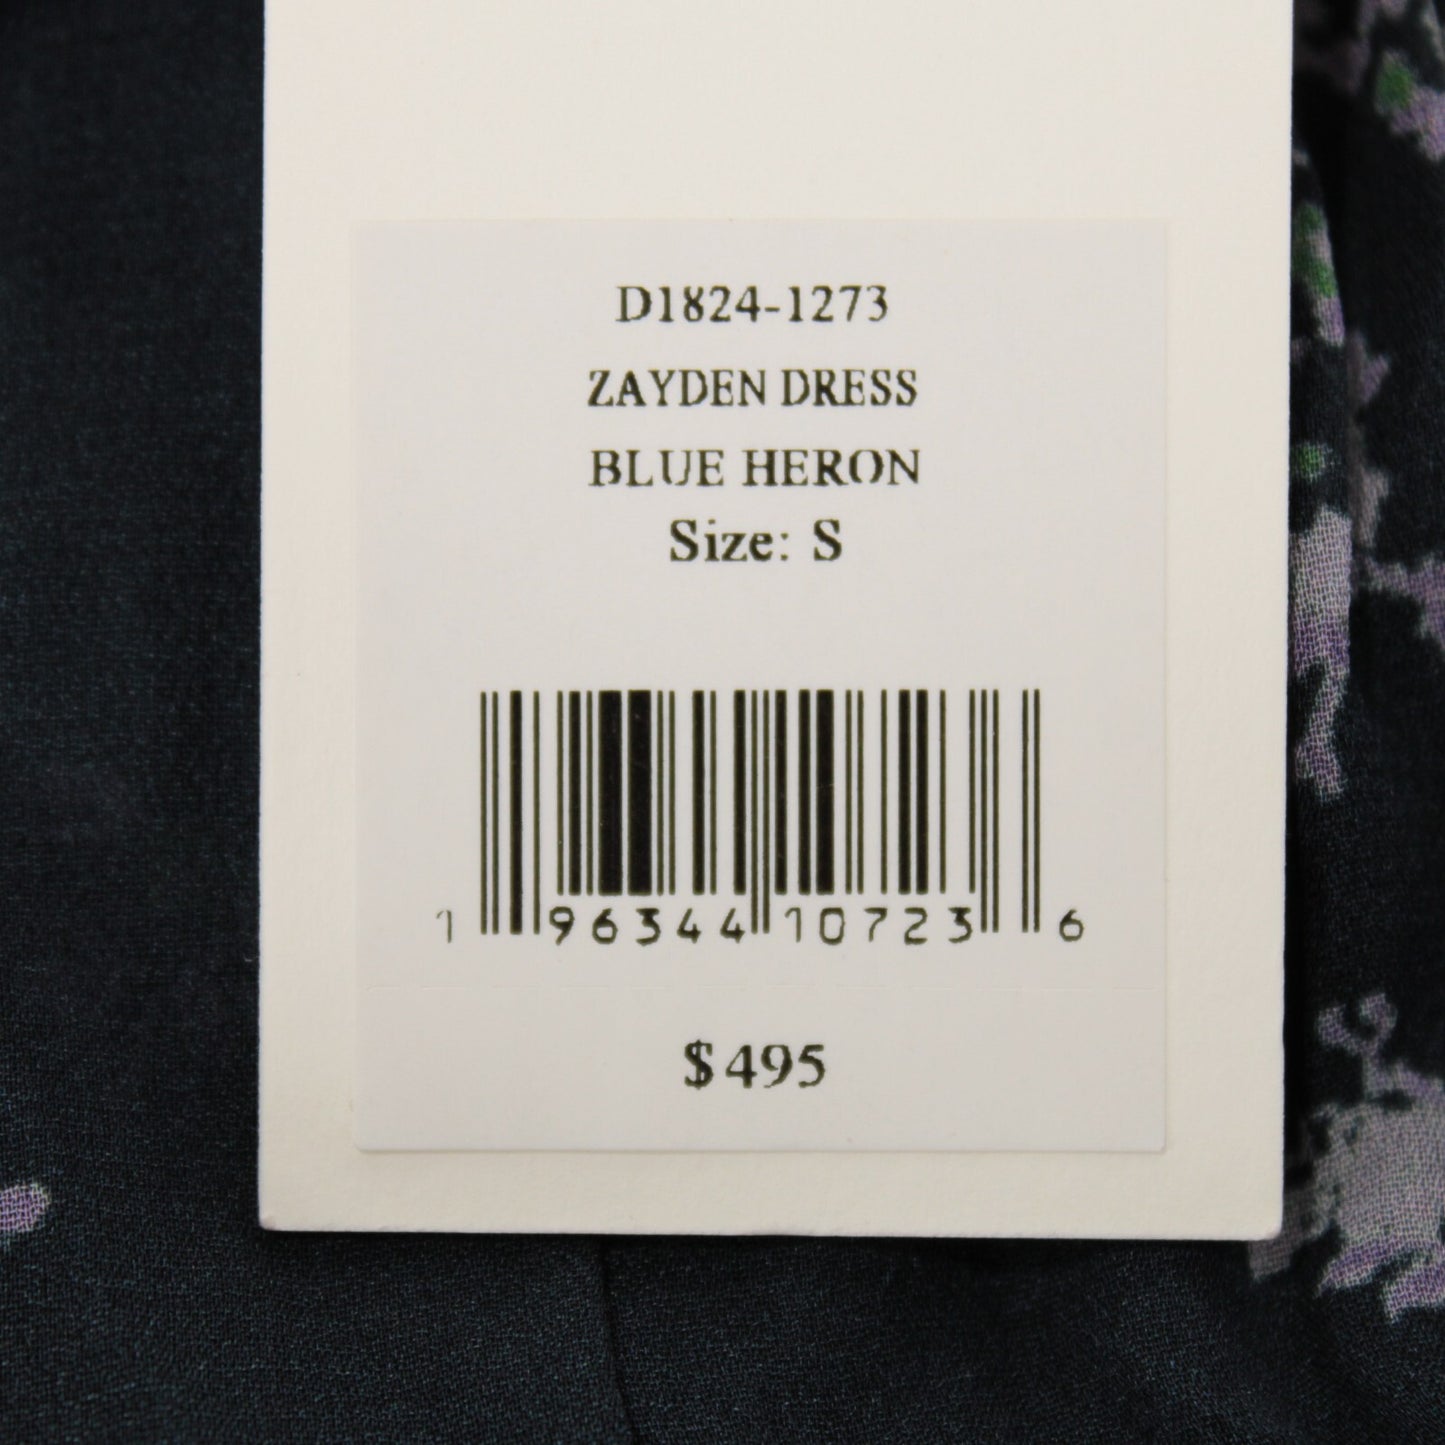 D1824-1273
ZAYDEN DRESS
BLUE HERON
Size: S
1 96344 10723 6
$495